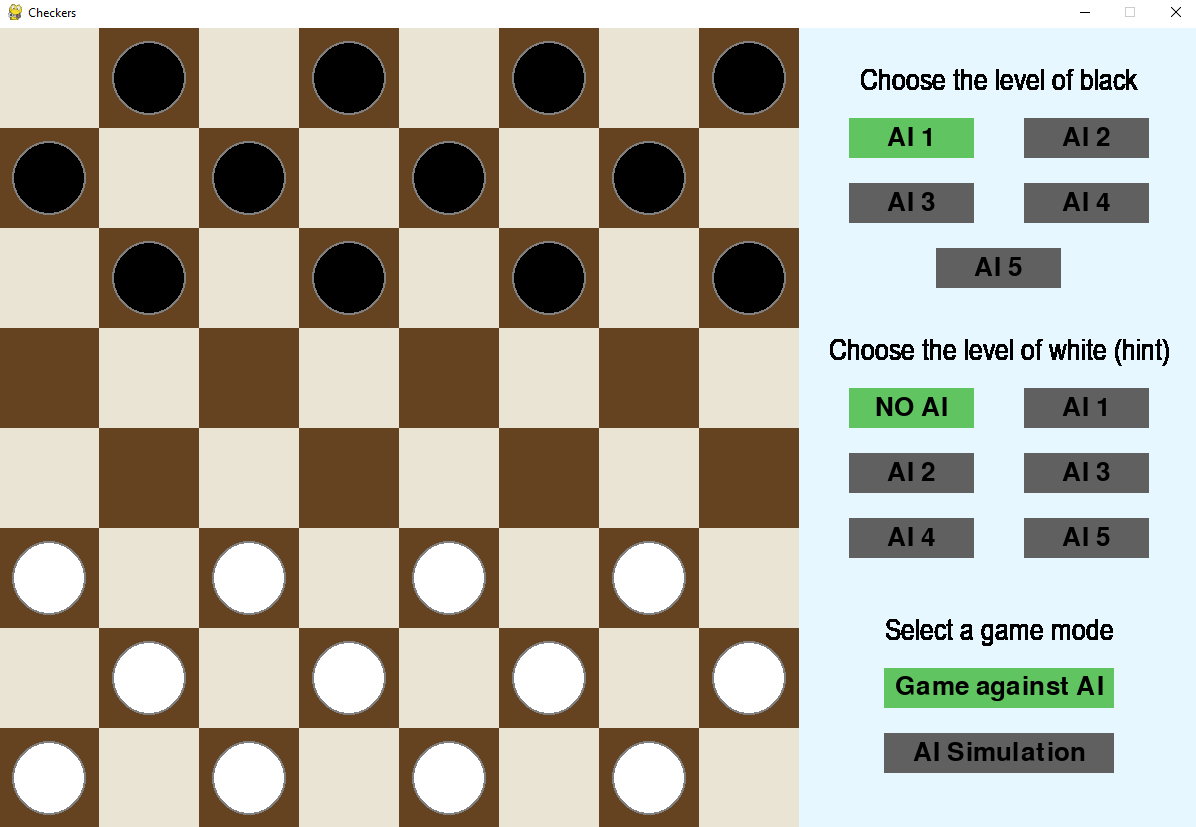 Checkers
Choose the level of black
AI 1
AI 2
AI 3
AI 4
AI 5
Choose the level of white (hint)
NO AI
AI 1
AI 2
AI 3
AI 4
AI 5
Select a game mode
Game against AI
AI Simulation